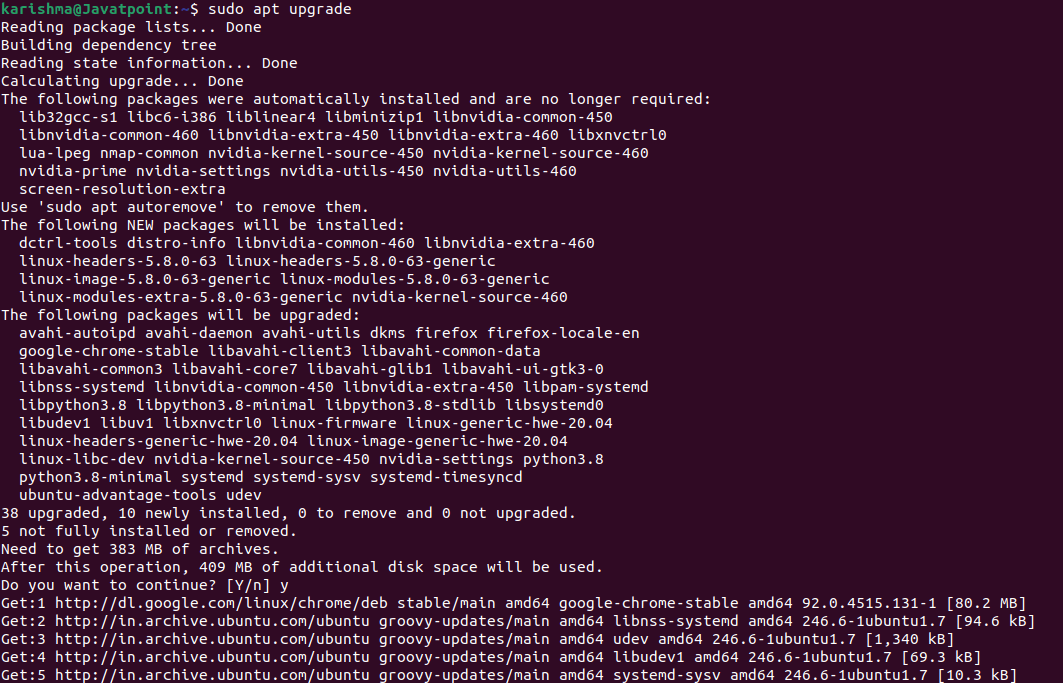 karishma@Javatpoint:~$ sudo apt upgrade
Reading package lists... Done
Building dependency tree
Reading state information... Done
Calculating upgrade... Done
The following packages were automatically installed and are no longer required:
  lib32gcc-s1 libc6-i386 liblinear4 libminizip1 libnvidia-common-450
  libnvidia-common-460 libnvidia-extra-450 libnvidia-extra-460 libxnvctrl0
  lua-lpeg nmap-common nvidia-kernel-source-450 nvidia-kernel-source-460
  nvidia-prime nvidia-settings nvidia-utils-450 nvidia-utils-460
  screen-resolution-extra
Use 'sudo apt autoremove' to remove them.
The following NEW packages will be installed:
  dctrl-tools distro-info libnvidia-common-460 libnvidia-extra-460
  linux-headers-5.8.0-63 linux-headers-5.8.0-63-generic
  linux-image-5.8.0-63-generic linux-modules-5.8.0-63-generic
  linux-modules-extra-5.8.0-63-generic nvidia-kernel-source-460
The following packages will be upgraded:
  avahi-autoipd avahi-daemon avahi-utils dkms firefox firefox-locale-en
  google-chrome-stable libavahi-client3 libavahi-common-data
  libavahi-common3 libavahi-core7 libavahi-glib1 libavahi-ui-gtk3-0
  libnss-systemd libnvidia-common-450 libnvidia-extra-450 libpam-systemd
  libpython3.8 libpython3.8-minimal libpython3.8-stdlib libsystemd0
  libudev1 libuv1 libxnvctrl0 linux-firmware linux-generic-hwe-20.04
  linux-headers-generic-hwe-20.04 linux-image-generic-hwe-20.04
  linux-libc-dev nvidia-kernel-source-450 nvidia-settings python3.8
  python3.8-minimal systemd systemd-sysv systemd-timesyncd
  ubuntu-advantage-tools udev
38 upgraded, 10 newly installed, 0 to remove and 0 not upgraded.
5 not fully installed or removed.
Need to get 383 MB of archives.
After this operation, 409 MB of additional disk space will be used.
Do you want to continue? [Y/n] y
Get:1 http://dl.google.com/linux/chrome/deb stable/main amd64 google-chrome-stable amd64 92.0.4515.131-1 [80.2 MB]
Get:2 http://in.archive.ubuntu.com/ubuntu groovy-updates/main amd64 libnss-systemd amd64 246.6-1ubuntu1.7 [94.6 kB]
Get:3 http://in.archive.ubuntu.com/ubuntu groovy-updates/main amd64 udev amd64 246.6-1ubuntu1.7 [1,340 kB]
Get:4 http://in.archive.ubuntu.com/ubuntu groovy-updates/main amd64 libudev1 amd64 246.6-1ubuntu1.7 [69.3 kB]
Get:5 http://in.archive.ubuntu.com/ubuntu groovy-updates/main amd64 systemd-sysv amd64 246.6-1ubuntu1.7 [10.3 kB]